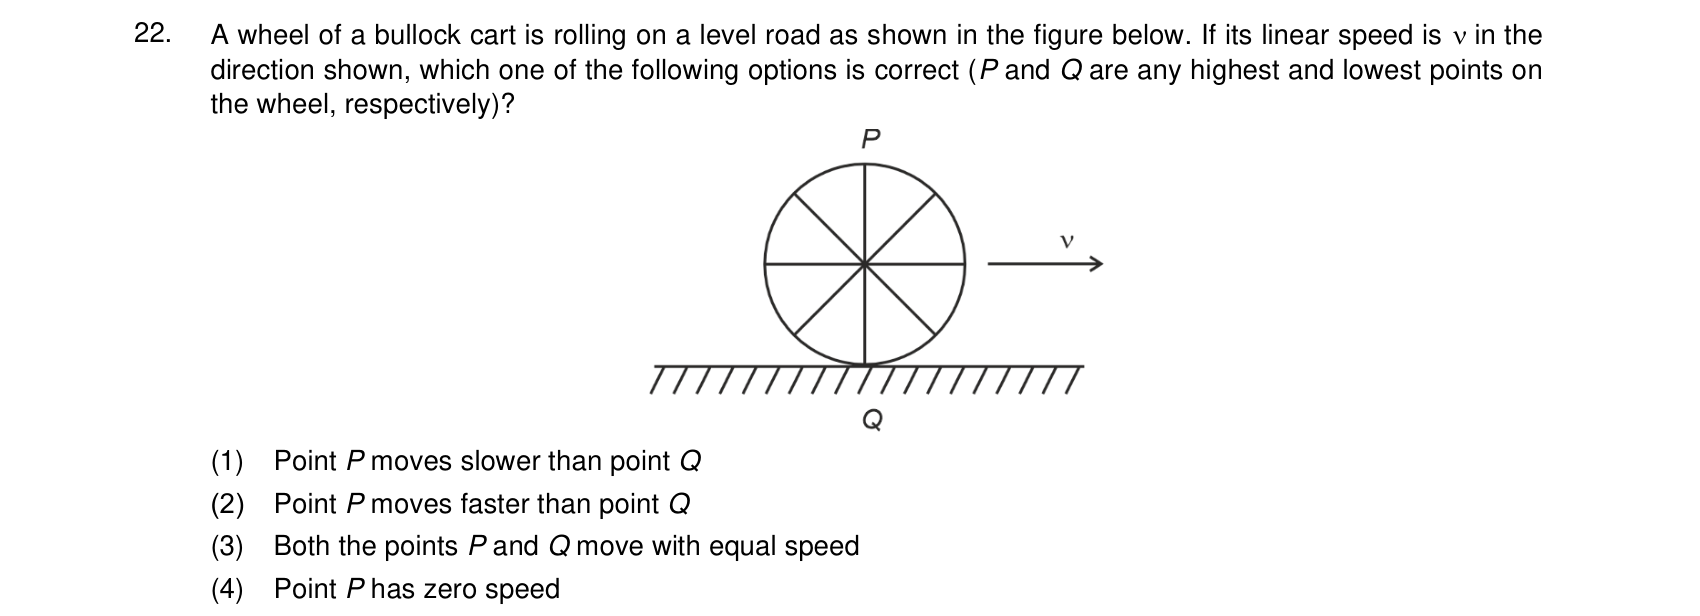 22. A wheel of a bullock cart is rolling on a level road as shown in the figure below. If its linear speed is v in the
direction shown, which one of the following options is correct (P and Q are any highest and lowest points on
the wheel, respectively)?
P
v
Q
(1) Point P moves slower than point Q
(2) Point P moves faster than point Q
(3) Both the points P and Q move with equal speed
(4) Point P has zero speed